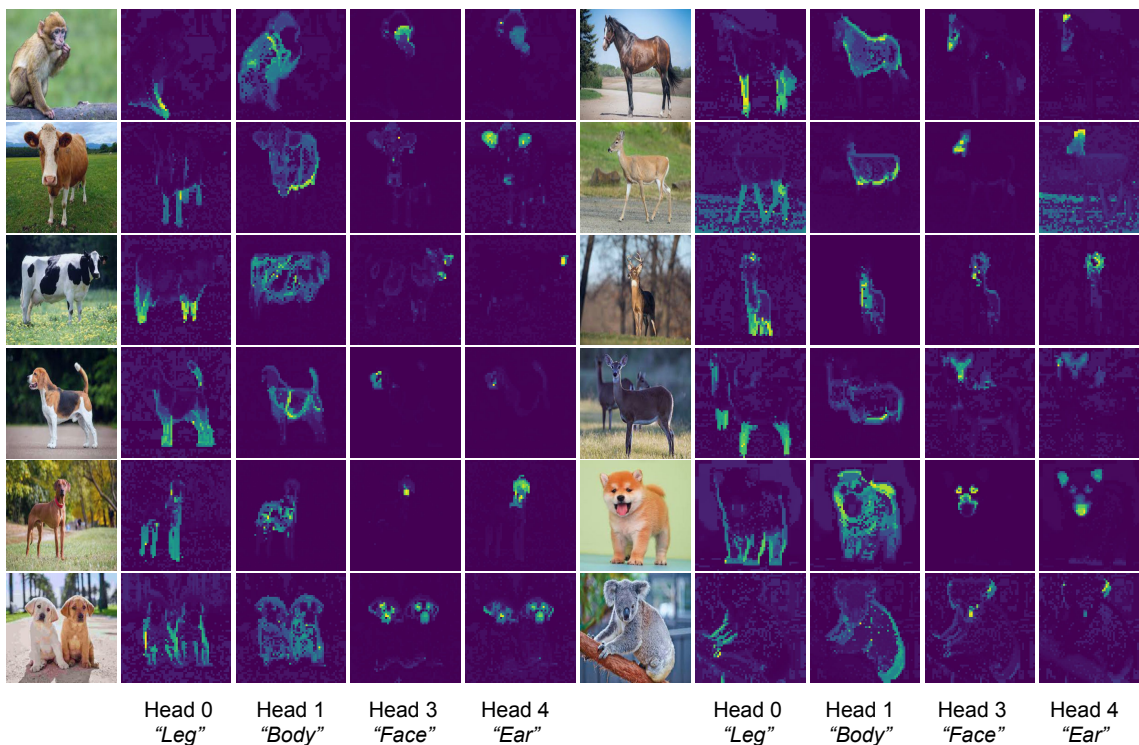 Head 0 Head 1 Head 3 Head 4 Head 0 Head 1 Head 3 Head 4
“Leg” “Body” “Face” “Ear” “Leg” “Body” “Face” “Ear”